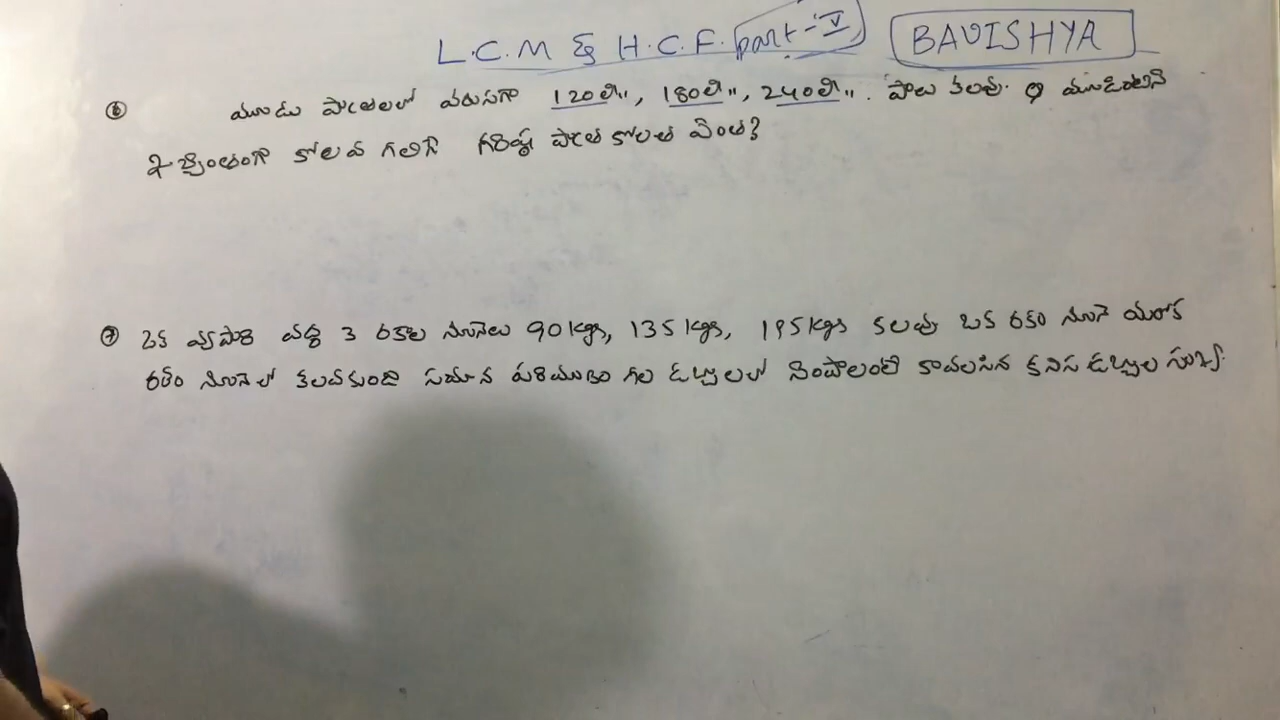 L.C.M & H.C.F. part-V BAVISHYA
⑥ మూడు పాత్రలలో వరుసగా 120లీ॥, 180లీ॥, 240లీ॥. పాలు కలవు. ఈ మూడింటిని
ఖచ్చితంగా కోలవ గలిగే గరిష్ఠ పాత్ర కోలత ఎంత?
⑦ ఒక వ్యాపారి వద్ద 3 రకాల నూనెలు 90kgs, 135kgs, 195kgs కలవు ఒక రకం నూనె మరోక
రకం నూనెలో కలవకుండా సమాన పరిమాణం గల డబ్బాలలో నింపాలంటే కావలసిన కనిస డబ్బాల సంఖ్య.